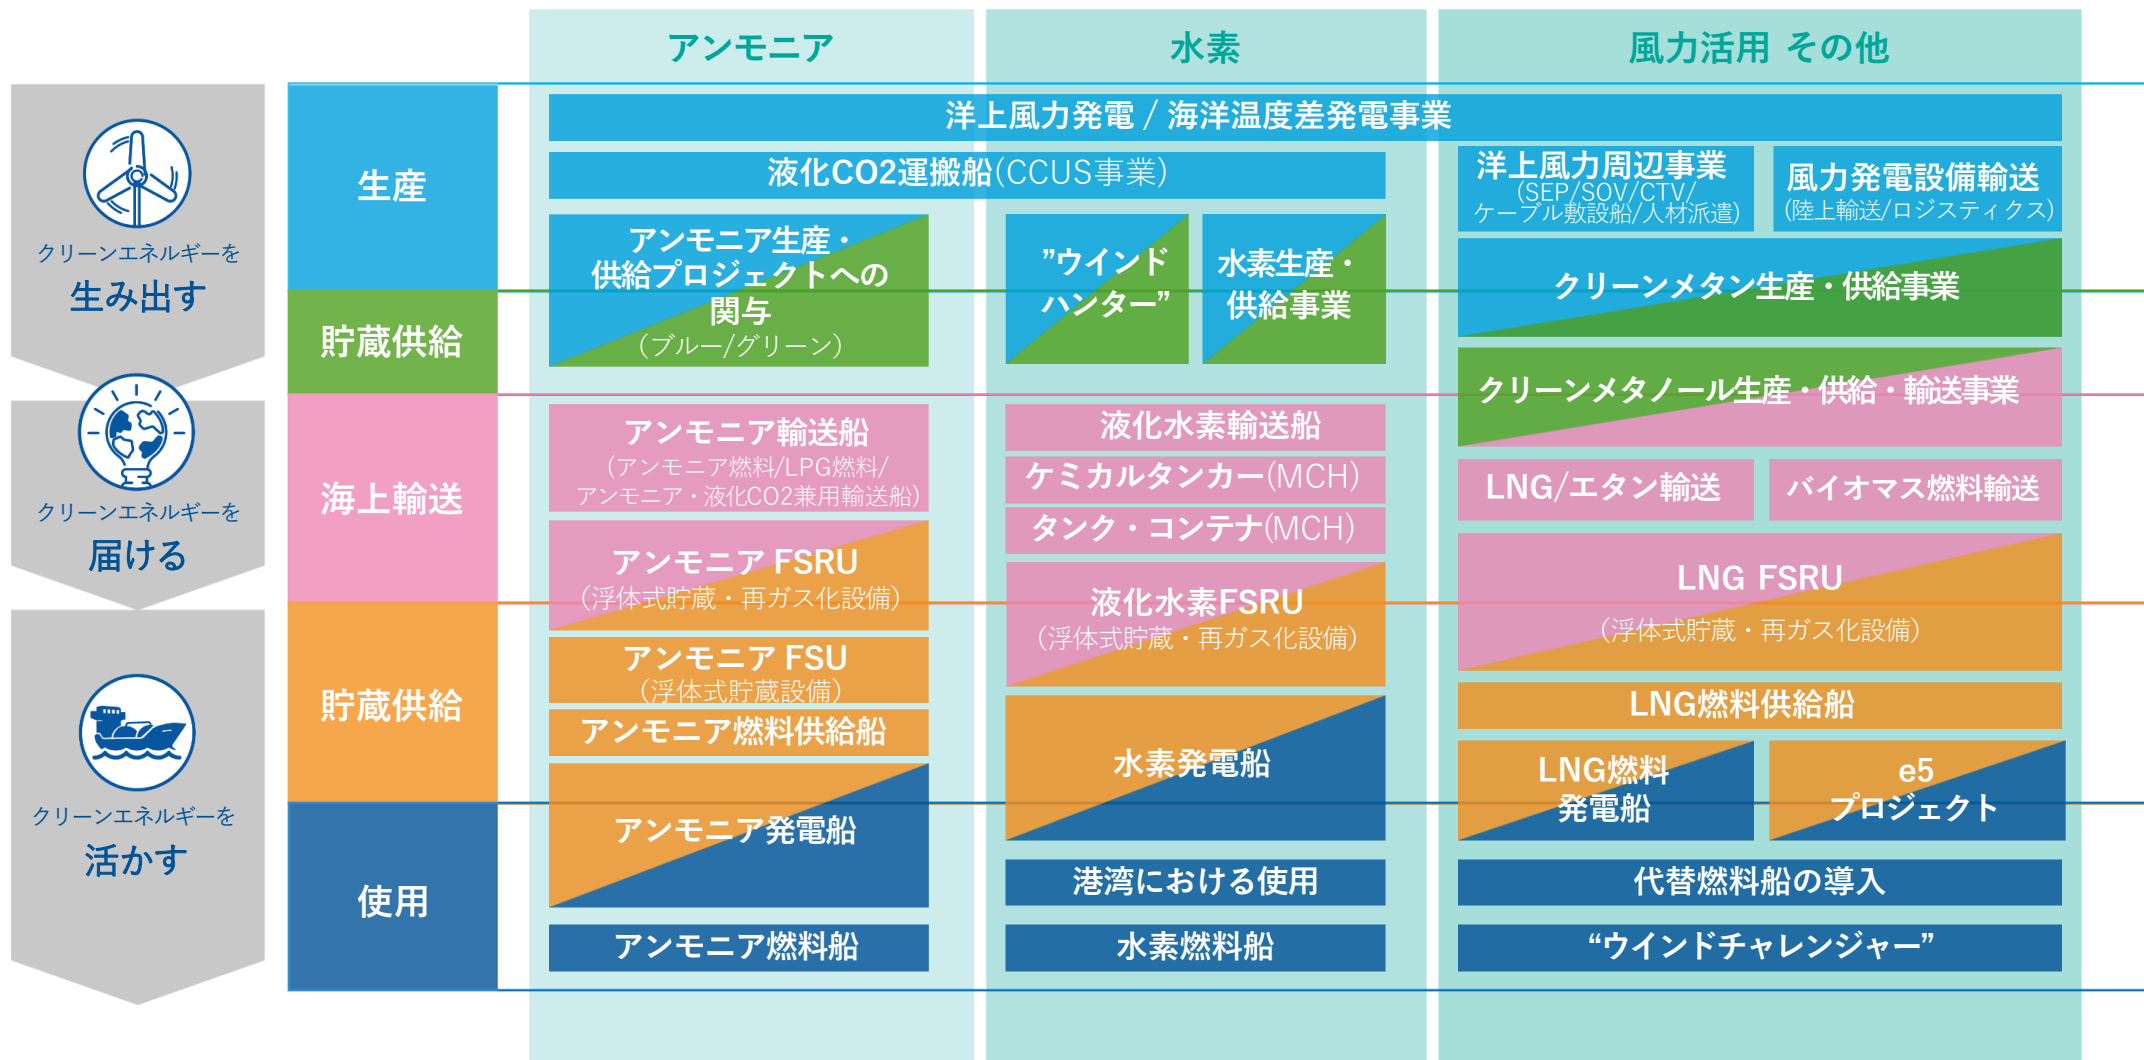 アンモニア
水素
風力活用 その他
クリーンエネルギーを
生み出す
クリーンエネルギーを
届ける
クリーンエネルギーを
活かす
生産
貯蔵供給
海上輸送
貯蔵供給
使用
洋上風力発電 / 海洋温度差発電事業
液化CO2運搬船(CCUS事業)
アンモニア生産・
供給プロジェクトへの
関与
(ブルー/グリーン)
アンモニア輸送船
(アンモニア燃料/LPG燃料/
アンモニア・液化CO2兼用輸送船)
アンモニア FSRU
(浮体式貯蔵・再ガス化設備)
アンモニア FSU
(浮体式貯蔵設備)
アンモニア燃料供給船
アンモニア発電船
アンモニア燃料船
”ウインド
ハンター”
水素生産・
供給事業
液化水素輸送船
ケミカルタンカー(MCH)
タンク・コンテナ(MCH)
液化水素FSRU
(浮体式貯蔵・再ガス化設備)
水素発電船
港湾における使用
水素燃料船
洋上風力周辺事業
(SEP/SOV/CTV/
ケーブル敷設船/人材派遣)
風力発電設備輸送
(陸上輸送/ロジスティクス)
クリーンメタン生産・供給事業
クリーンメタノール生産・供給・輸送事業
LNG/エタン輸送
バイオマス燃料輸送
LNG FSRU
(浮体式貯蔵・再ガス化設備)
LNG燃料供給船
LNG燃料
発電船
e5
プロジェクト
代替燃料船の導入
“ウインドチャレンジャー”